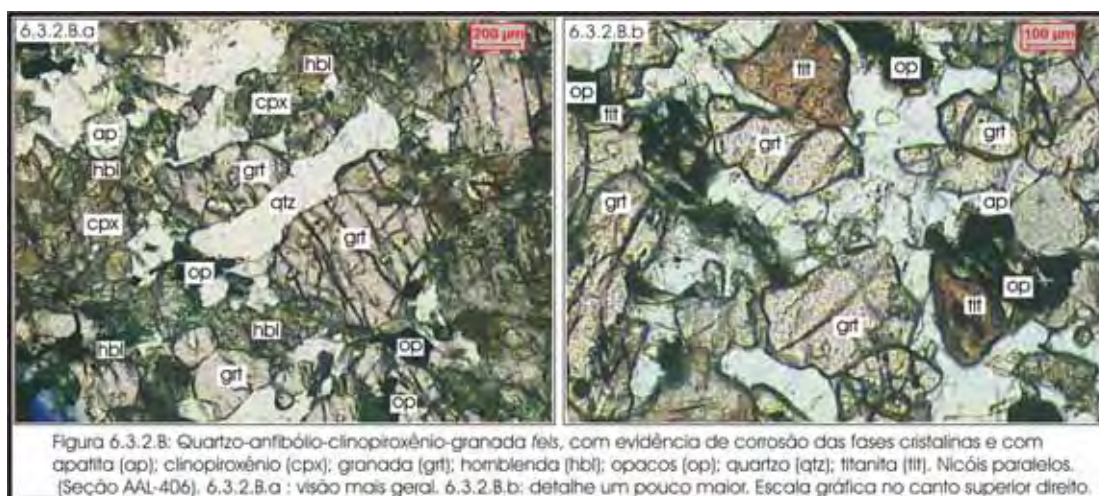 6.3.2.B.a
200 µm
hbl
cpx
ap
hbl
grt
qtz
cpx
grt
op
hbl
hbl
op
grt
op
6.3.2.B.b
100 µm
tit
op
op
tit
grt
grt
grt
ap
op
tit
grt
Figura 6.3.2.B: Quartzo-anfibólio-clinopiroxênio-granada fels, com evidência de corrosão das fases cristalinas e com
apatita (ap); clinopiroxênio (cpx); granada (grt); hornblenda (hbl); opacos (op); quartzo (qtz); titanita (tit). Nicóis paralelos.
(Seção AAL-406). 6.3.2.B.a : visão mais geral. 6.3.2.B.b: detalhe um pouco maior. Escala gráfica no canto superior direito.